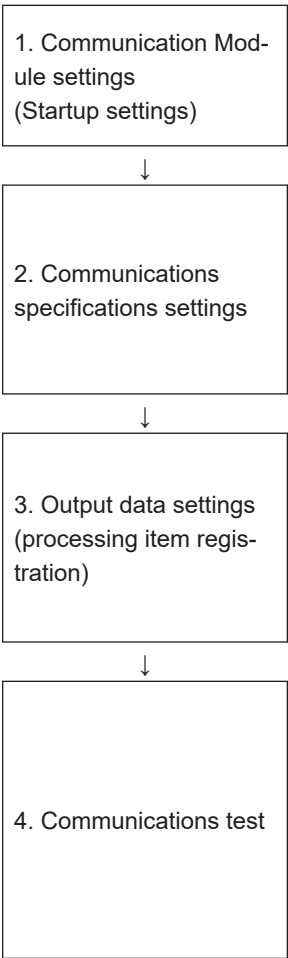 1. Communication Mod-
ule settings
(Startup settings)
↓
2. Communications
specifications settings
↓
3. Output data settings
(processing item regis-
tration)
↓
4. Communications test